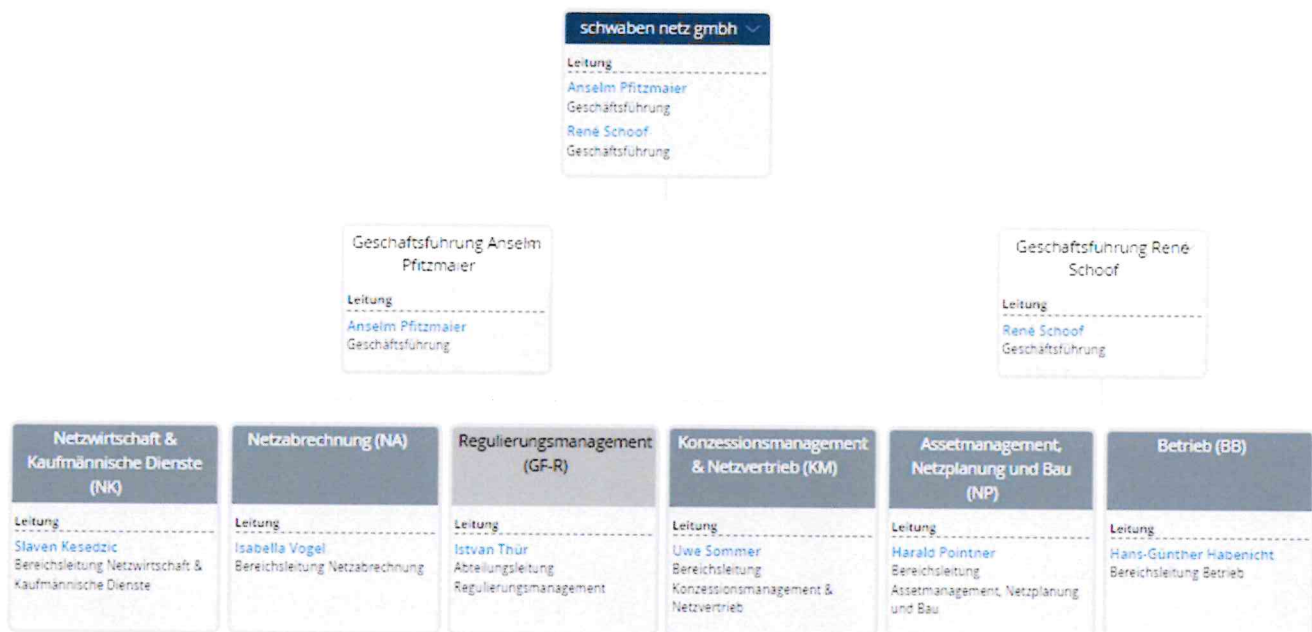 schwaben netz gmbh
Leitung
Anselm Pfitzmaier
Geschäftsführung
René Schoof
Geschäftsführung
Geschäftsführung Anselm
Pfitzmaier
Leitung
Anselm Pfitzmaier
Geschäftsführung
Geschäftsführung René
Schoof
Leitung
René Schoof
Geschäftsführung
Netzwirtschaft &
Kaufmännische Dienste
(NK)
Leitung
Slaven Kesedzic
Bereichsleitung Netzwirtschaft &
Kaufmännische Dienste
Netzabrechnung (NA)
Leitung
Isabella Vogel
Bereichsleitung Netzabrechnung
Regulierungsmanagement
(GF-R)
Leitung
Istvan Thür
Abteilungsleitung
Regulierungsmanagement
Konzessionsmanagement
& Netzvertrieb (KM)
Leitung
Uwe Sommer
Bereichsleitung
Konzessionsmanagement &
Netzvertrieb
Assetmanagement,
Netzplanung und Bau
(NP)
Leitung
Harald Pointner
Bereichsleitung
Assetmanagement, Netzplanung
und Bau
Betrieb (BB)
Leitung
Hans-Günther Habenicht
Bereichsleitung Betrieb